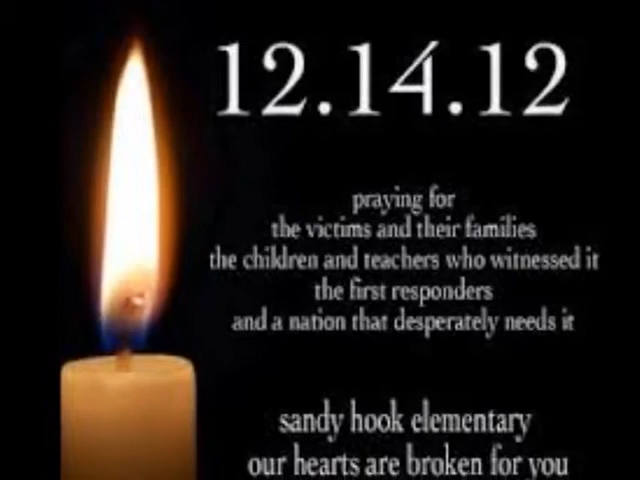 12.14.12
praying for
the victims and their families
the children and teachers who witnessed it
the first responders
and a nation that desperately needs it
sandy hook elementary
our hearts are broken for you